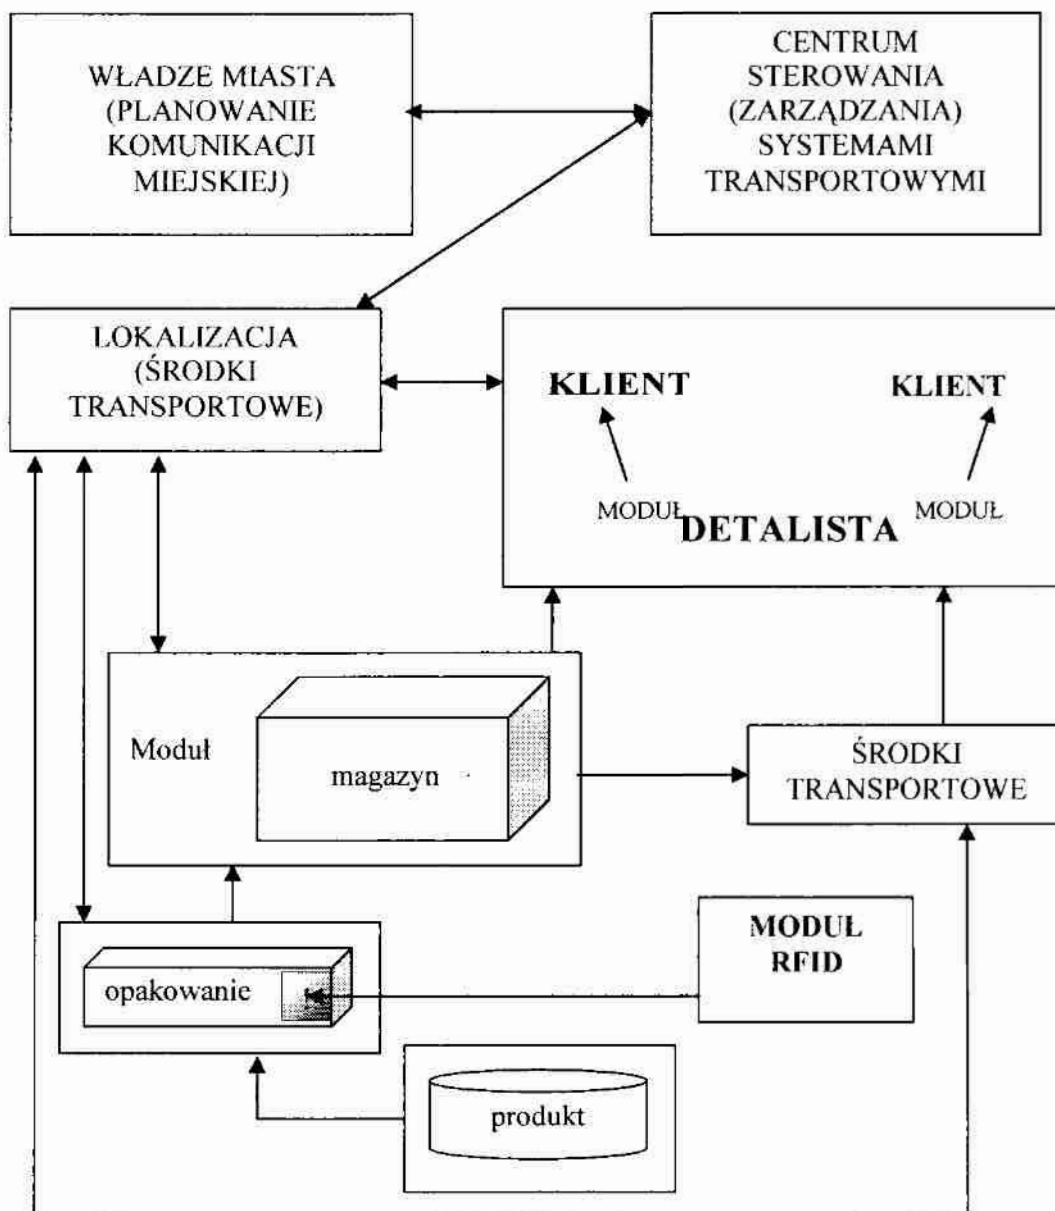 WŁADZE MIASTA
(PLANOWANIE
KOMUNIKACJI
MIEJSKIEJ)
CENTRUM
STEROWANIA
(ZARZĄDZANIA)
SYSTEMAMI
TRANSPORTOWYMI
LOKALIZACJA
(ŚRODKI
TRANSPORTOWE)
KLIENT
KLIENT
MODUŁ
MODUŁ
DETALISTA
Moduł
magazyn
ŚRODKI
TRANSPORTOWE
MODUŁ
RFID
opakowanie
produkt